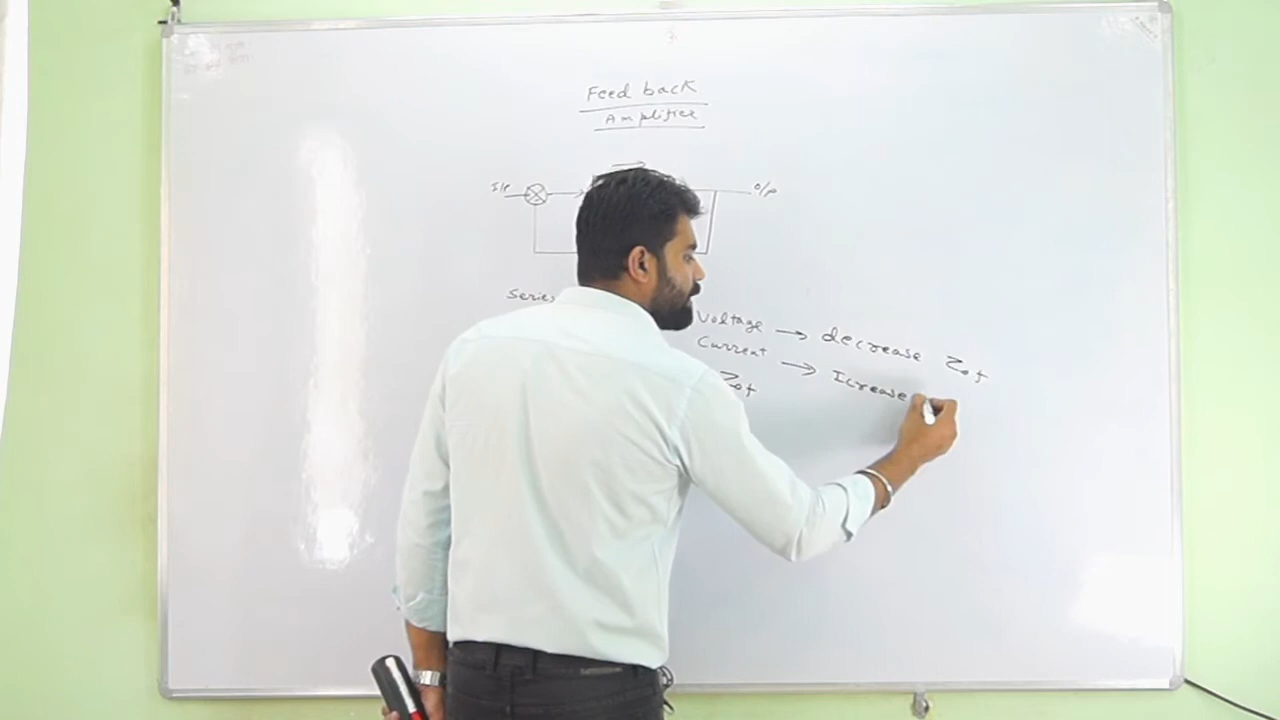 Feed back
Amplifier
I/P
O/P
Series
Voltage → decrease Zof
Current → Icrease
Zof